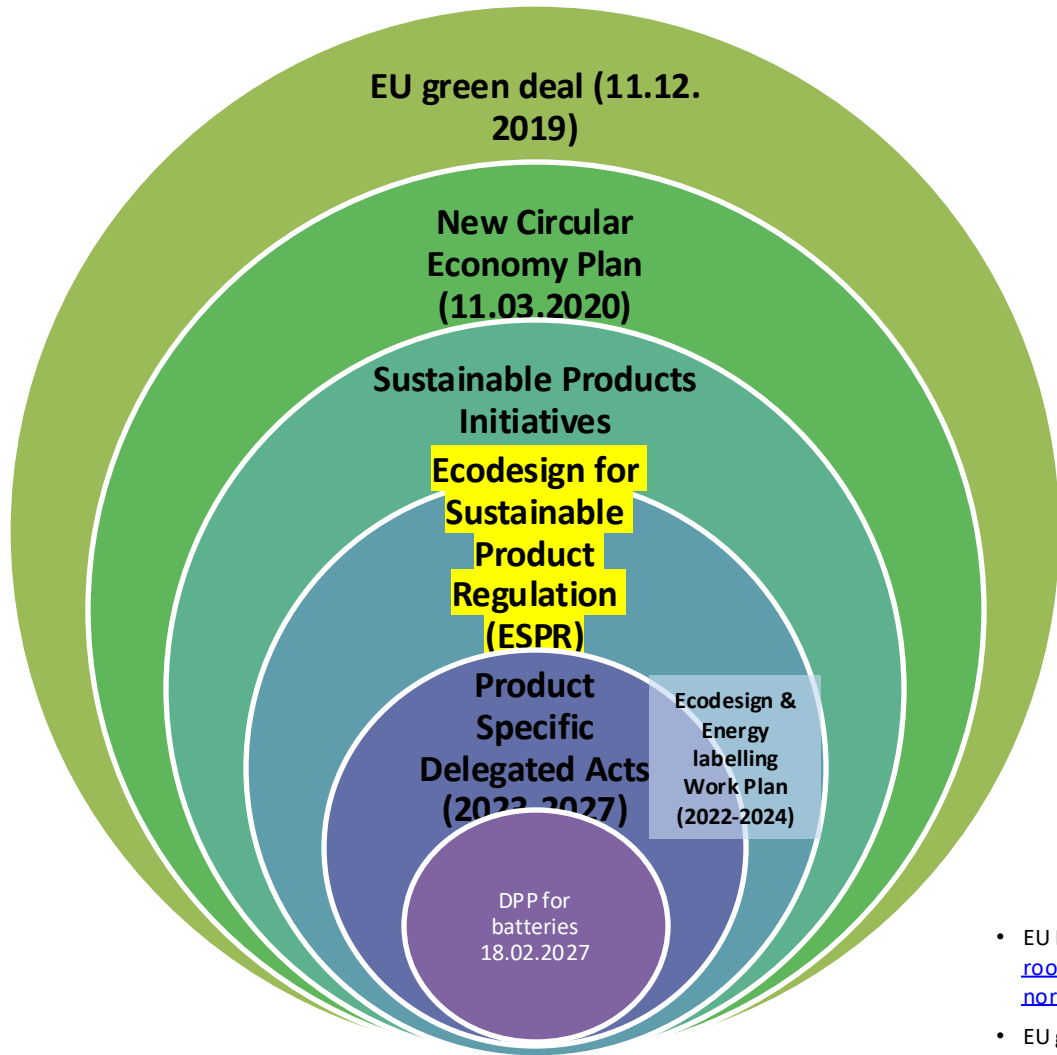 EU green deal (11.12.
2019)
New Circular
Economy Plan
(11.03.2020)
Sustainable Products
Initiatives
Ecodesign for
Sustainable
Product
Regulation
(ESPR)
Product
Specific
Delegated Acts
Ecodesign &
Energy
labelling
Work Plan
(2022-2024)
DPP for
batteries
18.02.2027
• EU
• EU